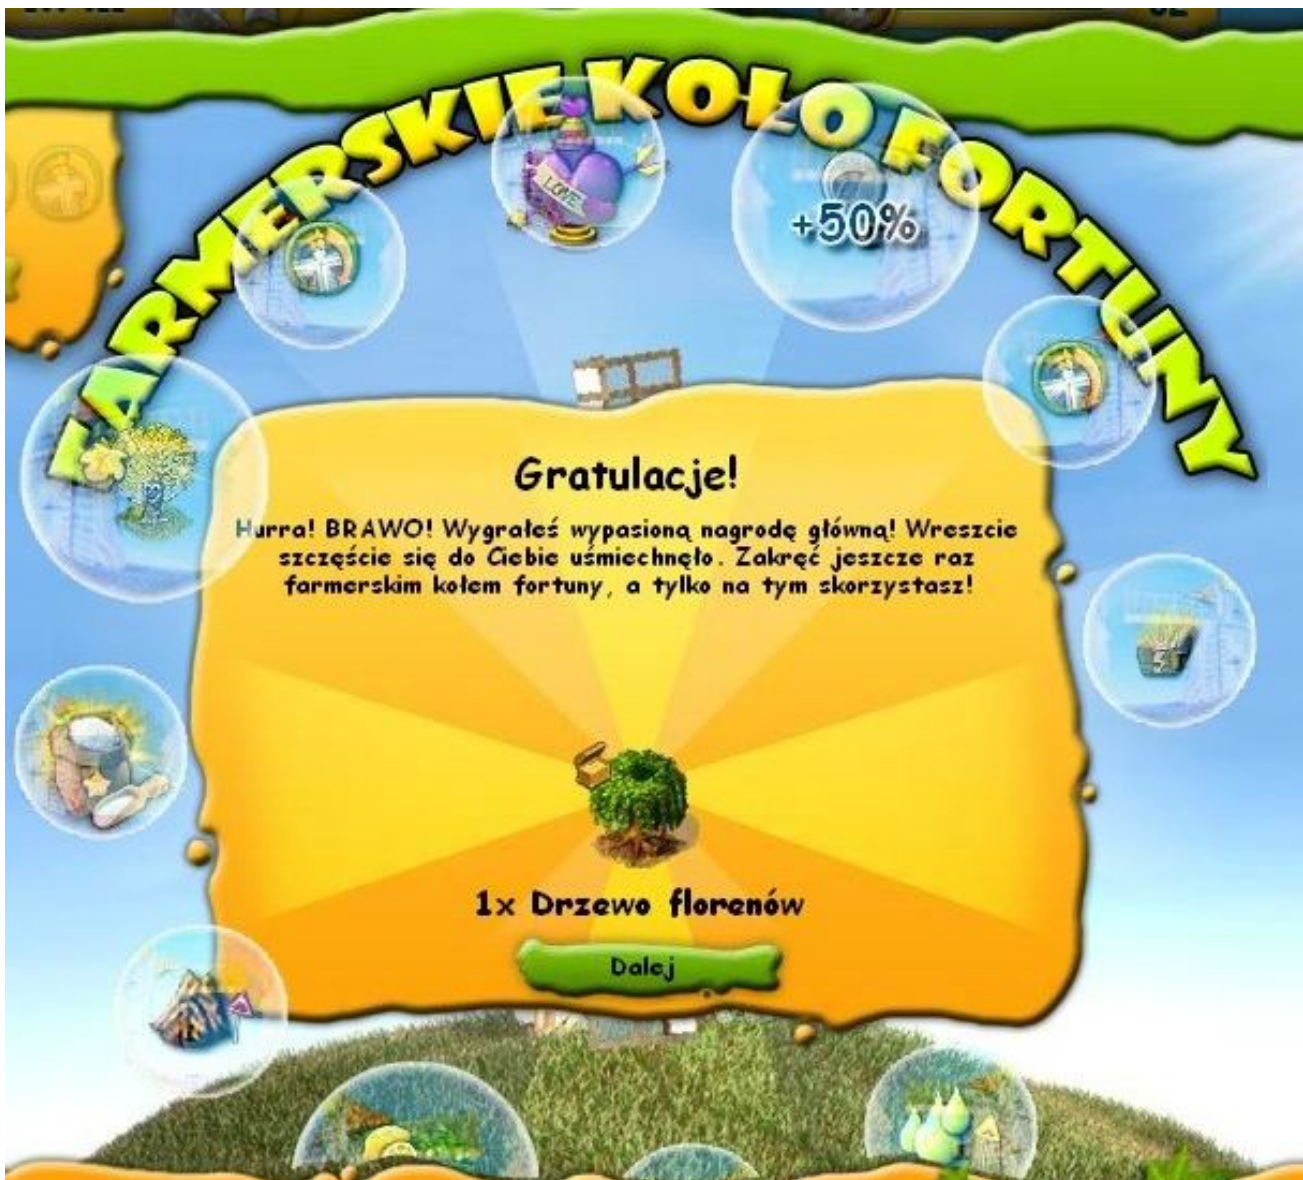 FARMERSKIE KOŁO FORTUNY
LOVE
+50%
Gratulacje!
Hurra! BRAWO! Wygrałeś wypasioną nagrodę główną! Wreszcie
szczęście się do Ciebie uśmiechnęło. Zakręć jeszcze raz
farmerskim kołem fortuny, a tylko na tym skorzystasz!
1x Drzewo florenów
Dalej